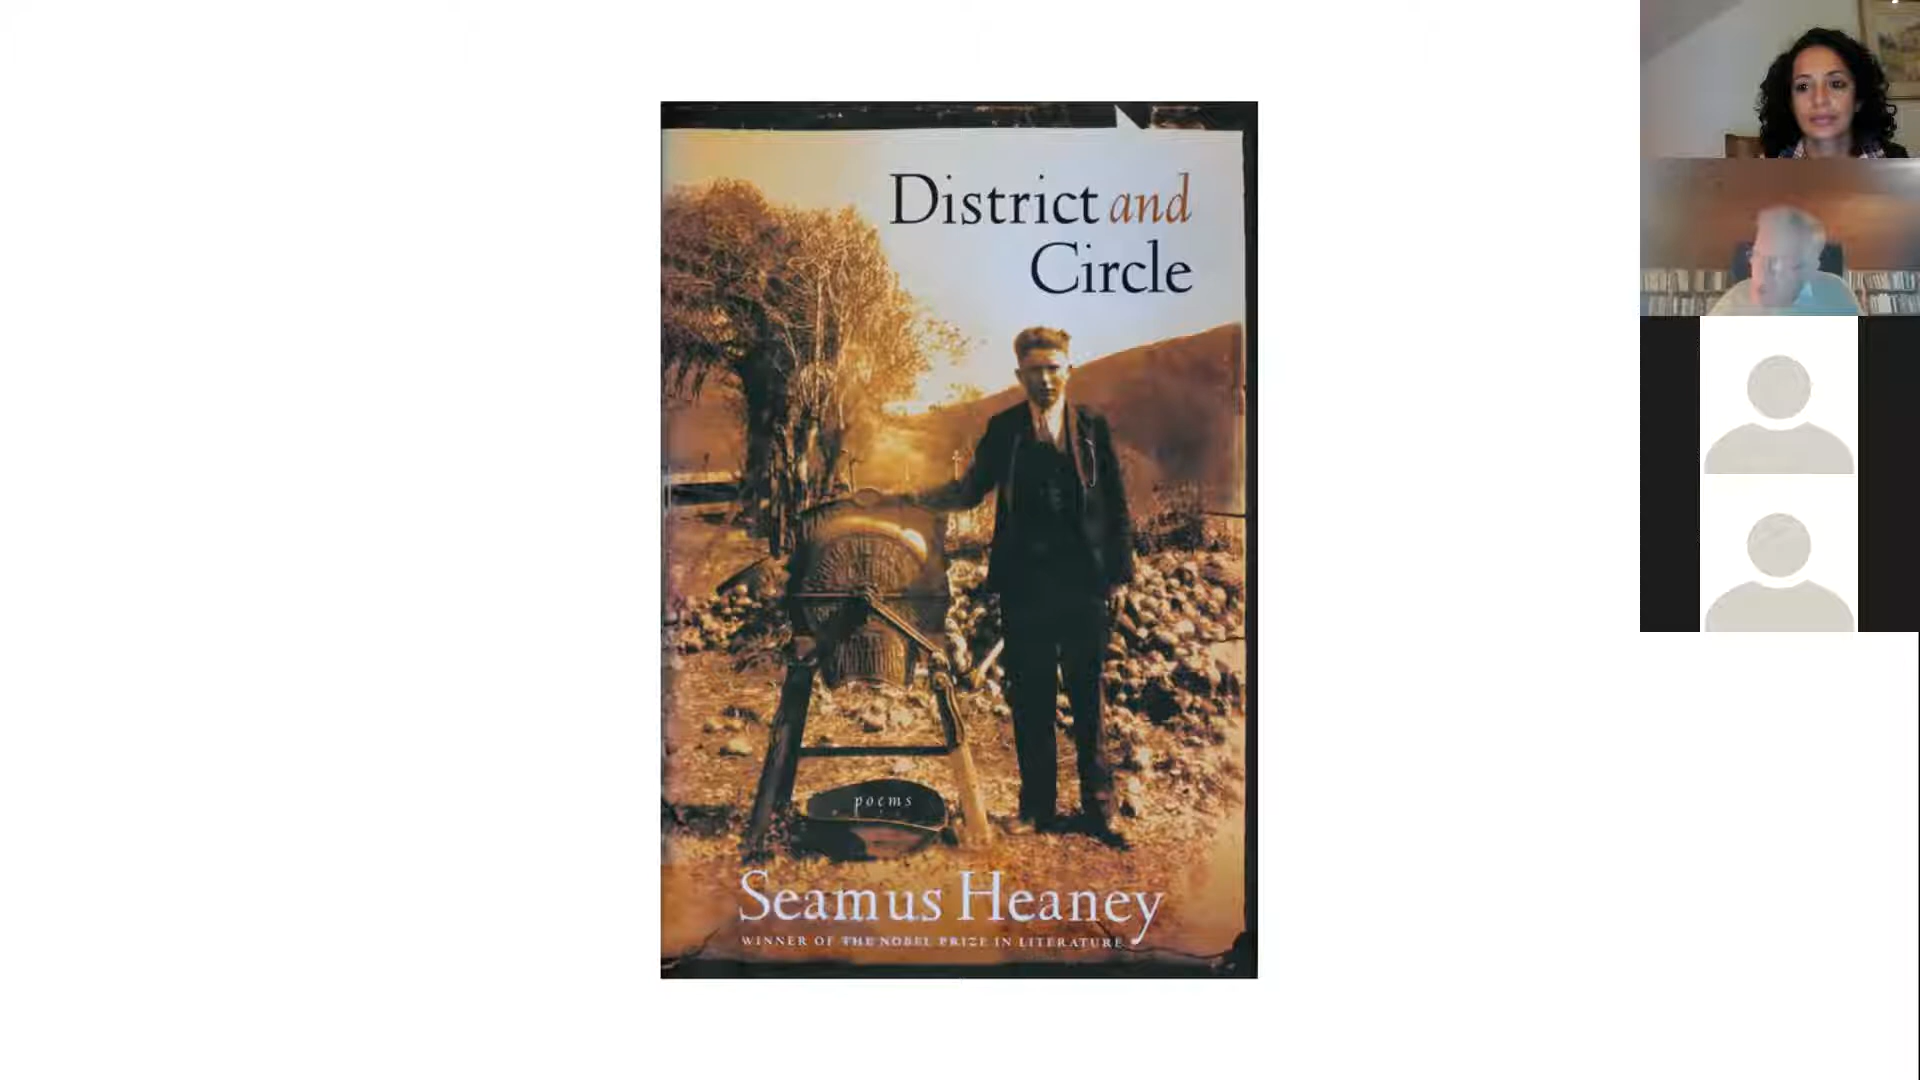 District and
Circle
poems
Seamus Heaney
WINNER OF THE NOBEL PRIZE IN LITERATURE